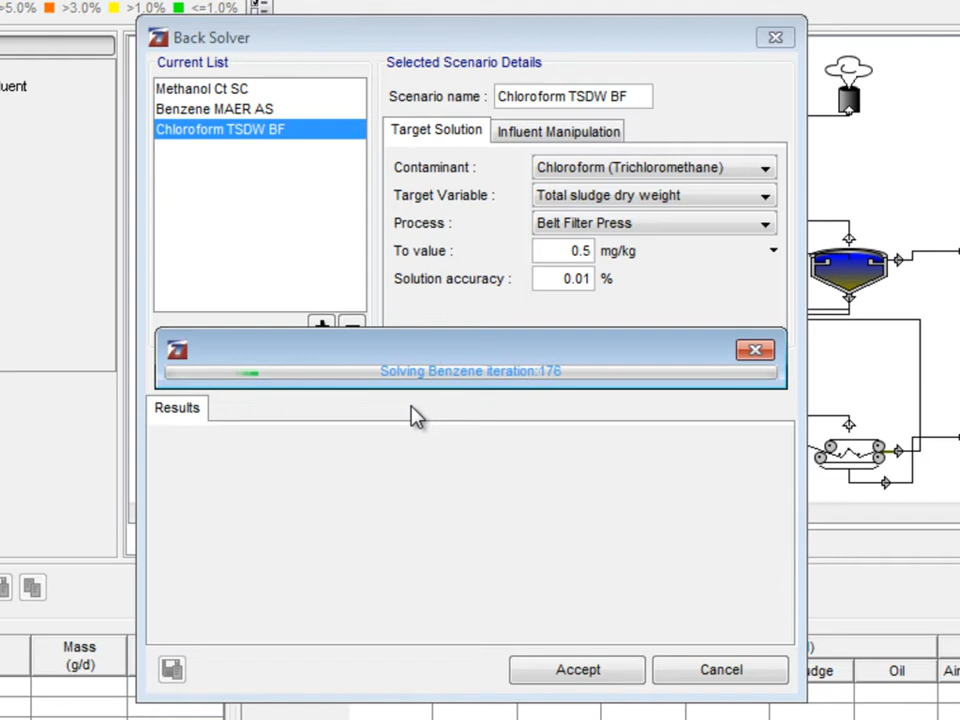 >5.0% >3.0% >1.0% <=1.0%
Back Solver
Current List
Selected Scenario Details
Methanol Ct SC
Benzene MAER AS
Chloroform TSDW BF
Scenario name : Chloroform TSDW BF
Target Solution Influent Manipulation
Contaminant : Chloroform (Trichloromethane)
Target Variable : Total sludge dry weight
Process : Belt Filter Press
To value : 0.5 mg/kg
Solution accuracy : 0.01 %
uent
Solving Benzene iteration:176
Results
Mass
(g/d)
Accept Cancel
)
udge Oil Air